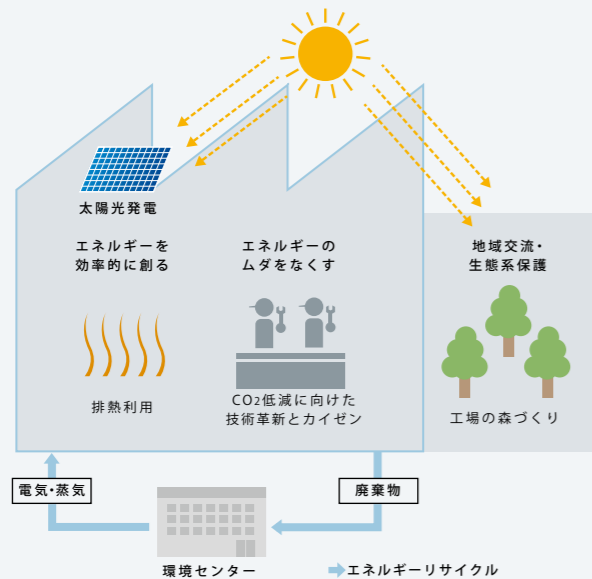 太陽光発電
エネルギーを
効率的に創る
エネルギーの
ムダをなくす
地域交流・
生態系保護
排熱利用
CO2低減に向けた
技術革新とカイゼン
工場の森づくり
電気・蒸気
廃棄物
環境センター
エネルギーリサイクル